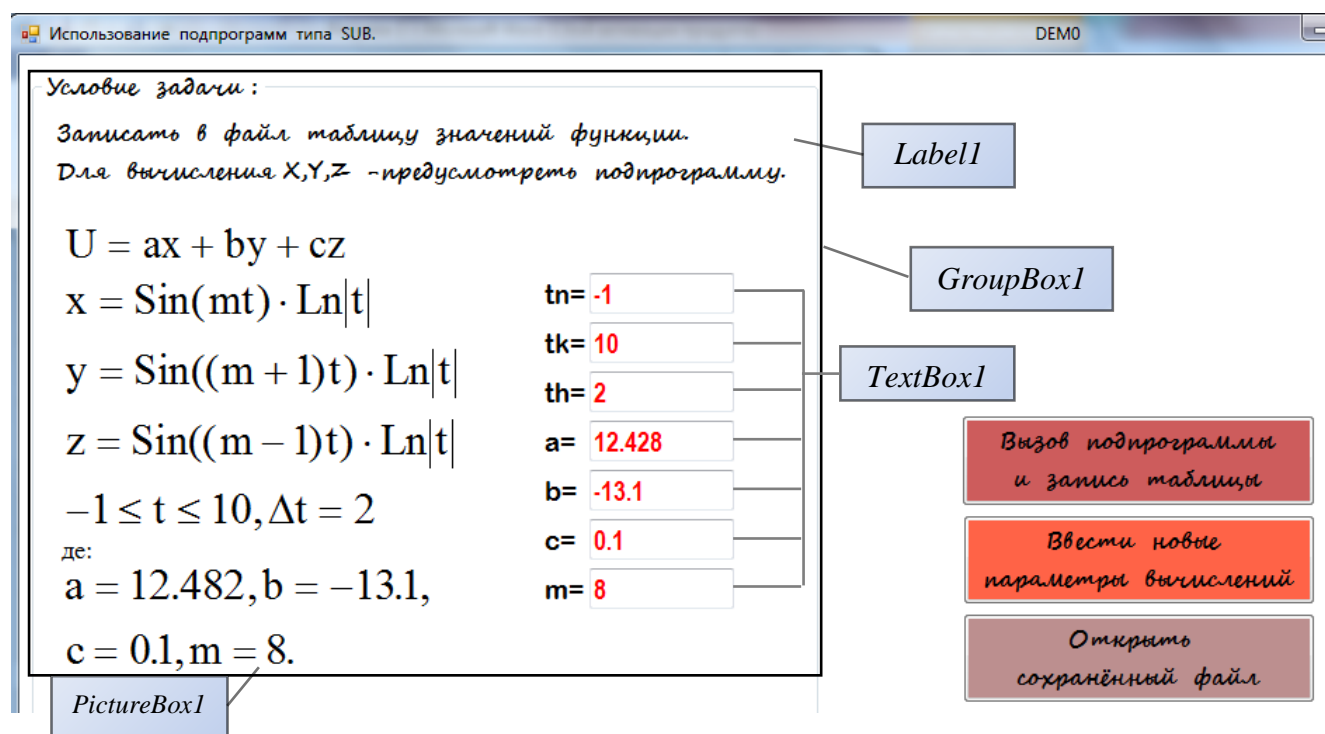 Использование подпрограмм типа SUB.
DEM0
Условие задачи :
Записать в файл таблицу значений функции.
Для вычисления X,Y,Z -предусмотреть подпрограмму.
Label1
U = ax + by + cz
GroupBox1
x = Sin(mt) · Ln|t|
tn= -1
y = Sin((m + 1)t) · Ln|t|
tk= 10
TextBox1
th= 2
z = Sin((m − 1)t) · Ln|t|
a= 12.428
Вызов подпрограммы
и запись таблицы
b= -13.1
−1 ≤ t ≤ 10, Δt = 2
c= 0.1
Ввести новые
параметры вычислений
де:
a = 12.482, b = −13.1,
m= 8
c = 0.1, m = 8.
Открыть
сохранённый файл
PictureBox1